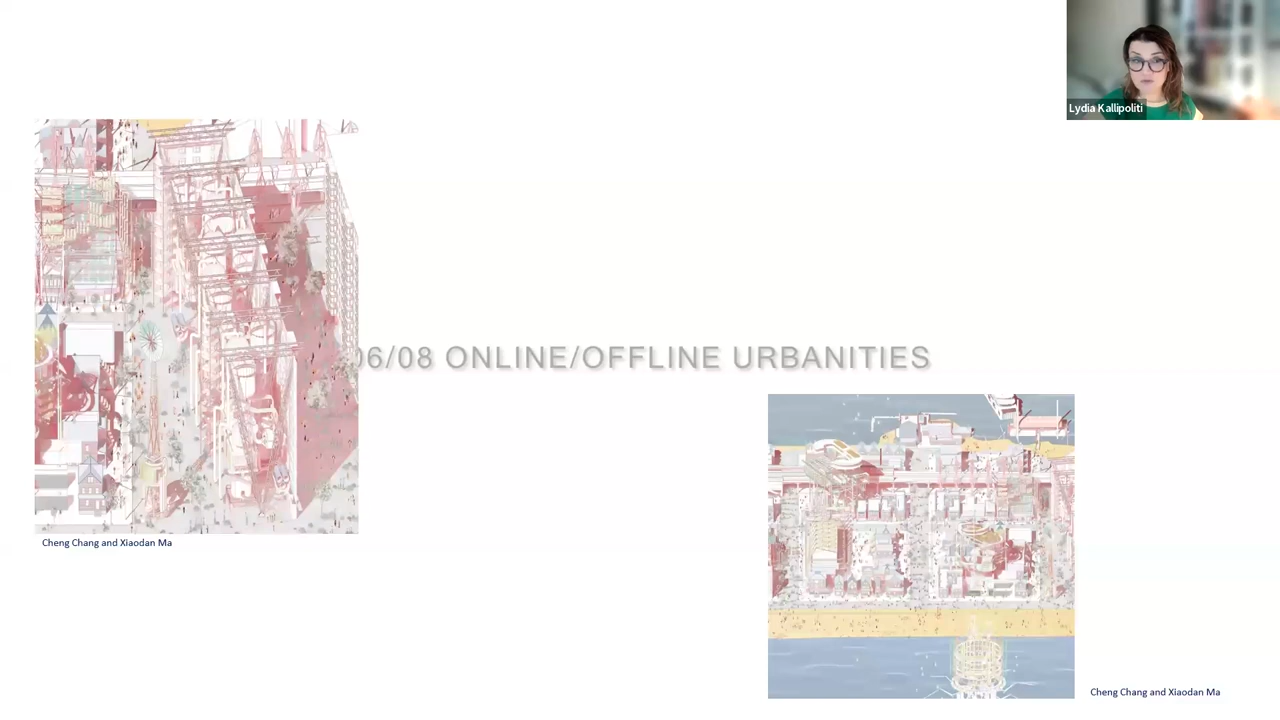 Lydia Kallipoliti
06/08 ONLINE/OFFLINE URBANITIES
Cheng Chang and Xiaodan Ma
Cheng Chang and Xiaodan Ma